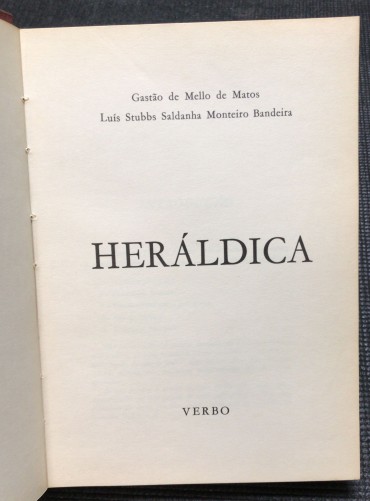 Gastão de Mello de Matos
Luís Stubbs Saldanha Monteiro Bandeira
HERÁLDICA
VERBO